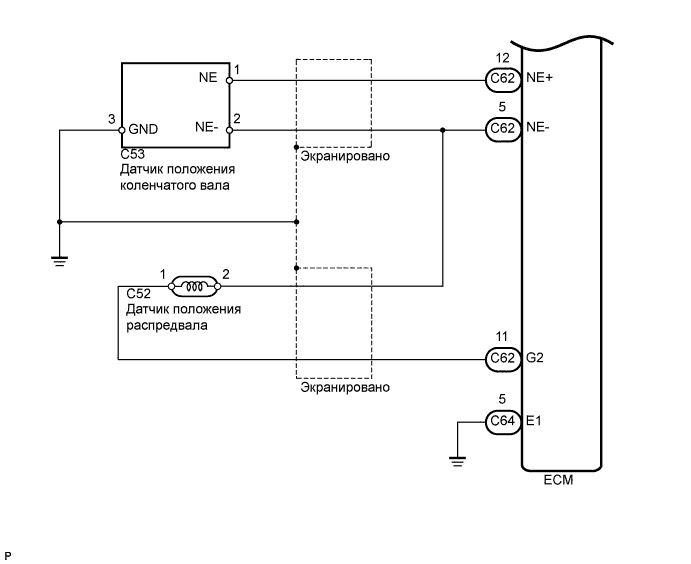 12
NE 1 C62 NE+
5
3 GND NE- 2 C62 NE-
C53
Датчик положения
коленчатого вала
Экранировано
1 2
C52
Датчик положения
распредвала
11
C62 G2
Экранировано
5
C64 E1
ECM
P